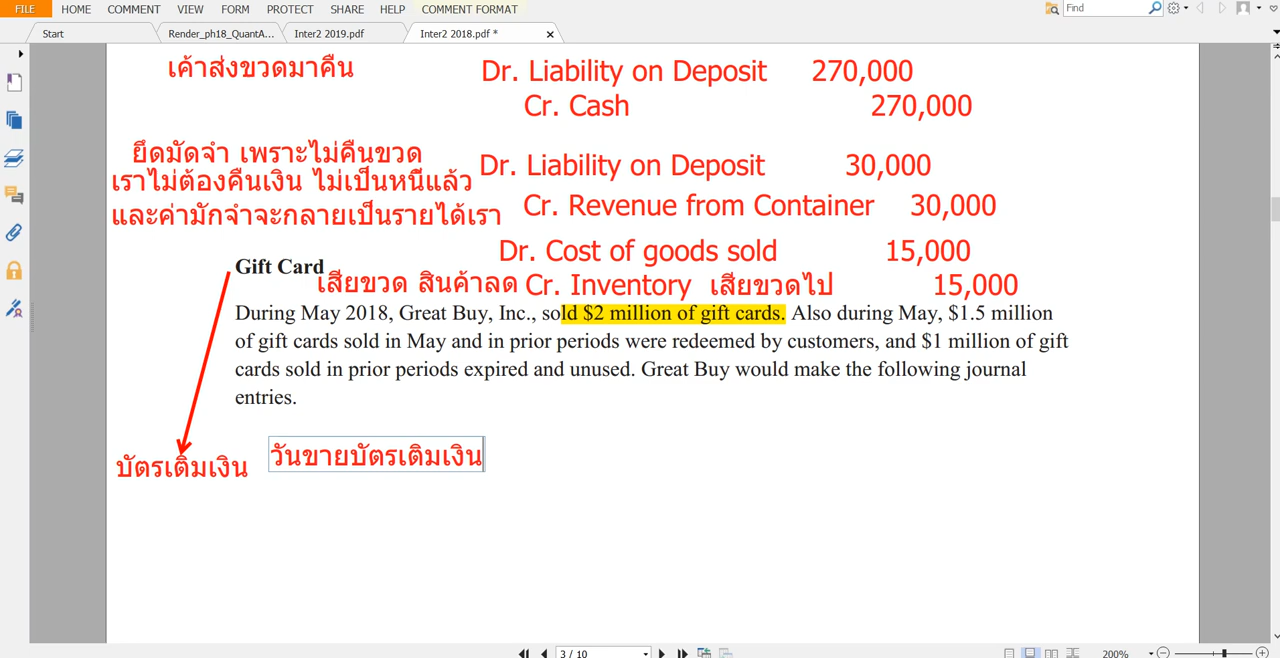 FILE HOME COMMENT VIEW FORM PROTECT SHARE HELP COMMENT FORMAT Find
Start Render_ph18_QuantA... Inter2 2019.pdf Inter2 2018.pdf *
เค้าส่งขวดมาคืน Dr. Liability on Deposit 270,000
Cr. Cash 270,000
ยึดมัดจำ เพราะไม่คืนขวด Dr. Liability on Deposit 30,000
เราไม่ต้องคืนเงิน ไม่เป็นหนี้แล้ว
และค่ามักจำจะกลายเป็นรายได้เรา Cr. Revenue from Container 30,000
Dr. Cost of goods sold 15,000
Gift Card
เสียขวด สินค้าลด Cr. Inventory เสียขวดไป 15,000
During May 2018, Great Buy, Inc., sold $2 million of gift cards. Also during May, $1.5 million
of gift cards sold in May and in prior periods were redeemed by customers, and $1 million of gift
cards sold in prior periods expired and unused. Great Buy would make the following journal
entries.
บัตรเติมเงิน วันขายบัตรเติมเงิน
3 / 10 200%